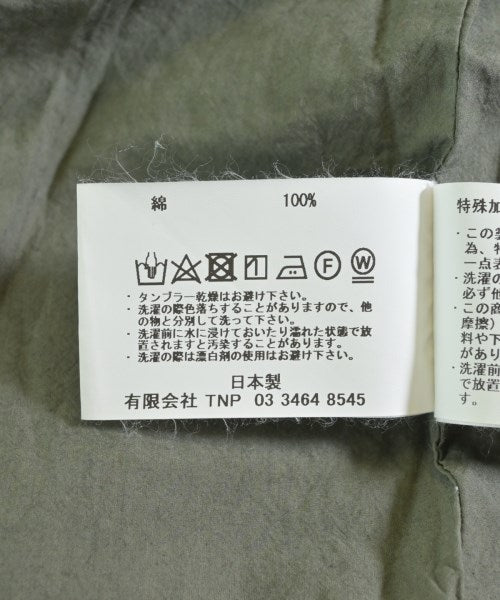 綿 100%
F W
・タンブラー乾燥はお避け下さい。
・洗濯の際色落ちすることがありますので、他
の物と分別して洗って下さい。
・洗濯前に水に浸けておいたり濡れた状態で放
置されますと汚染することがあります。
・洗濯の際は漂白剤の使用はお避け下さい。
日本製
有限会社 TNP 03 3464 8545
特殊加
・この
為、
一点
・洗濯の
必ず他
・この商
摩擦)
料や下
があり
・洗濯前
で放置
す。